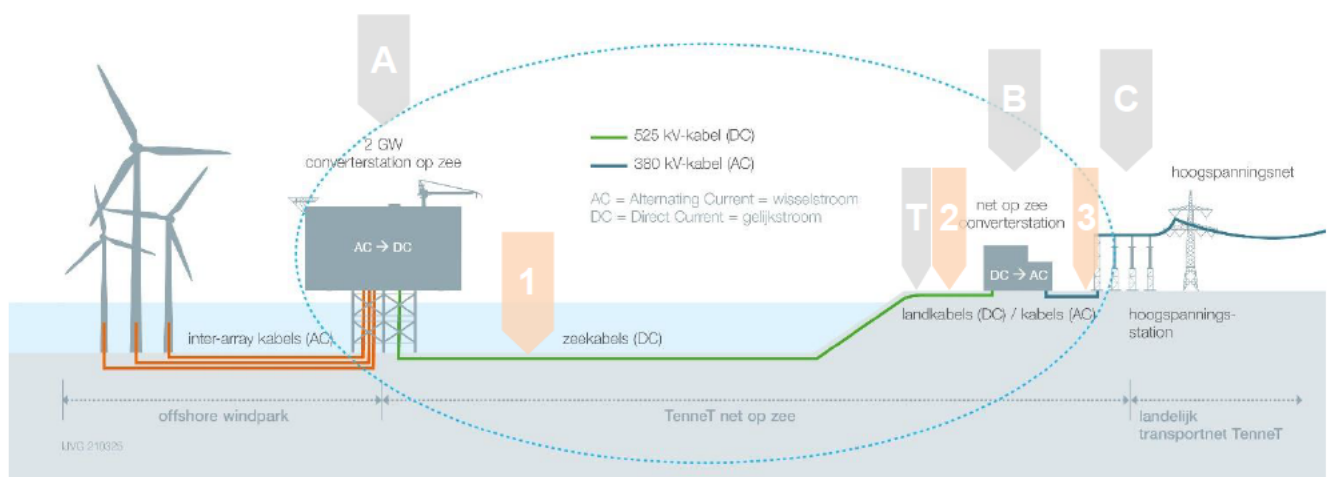 A
B
C
2 GW
converterstation op zee
525 kV-kabel (DC)
380 kV-kabel (AC)
AC = Alternating Current = wisselstroom
DC = Direct Current = gelijkstroom
hoogspanningsnet
T
2
net op zee
converterstation
3
AC → DC
1
DC → AC
inter-array kabels (AC)
zeekabels (DC)
landkabels (DC) / kabels (AC)
hoogspannings-
station
offshore windpark
TenneT net op zee
landelijk
transportnet TenneT